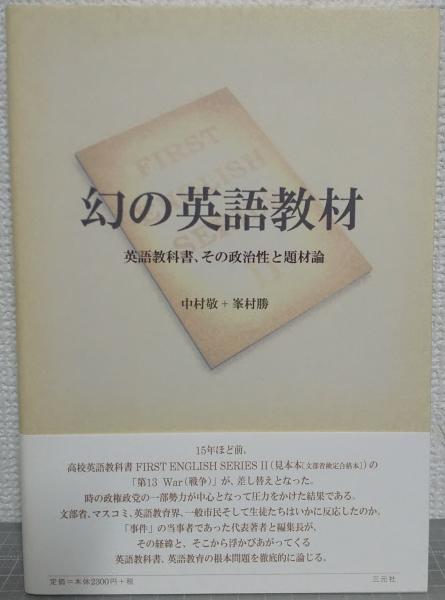 FIRST
ENGLISH
SERIES
II
幻の英語教材
英語教科書、その政治性と題材論
中村敬+峯村勝
15年ほど前。
高校英語教科書 FIRST ENGLISH SERIES II(見本本［文部省検定合格本］)の
「第13 War(戦争)」が、差し替えとなった。
時の政権政党の一部勢力が中心となって圧力をかけた結果である。
文部省、マスコミ、英語教育界、一般市民そして生徒たちはいかに反応したのか。
「事件」の当事者であった代表著者と編集長が、
その経緯と、そこから浮かびあがってくる
英語教科書、英語教育の根本問題を徹底的に論じる。
定価=本体2300円+税
三元社